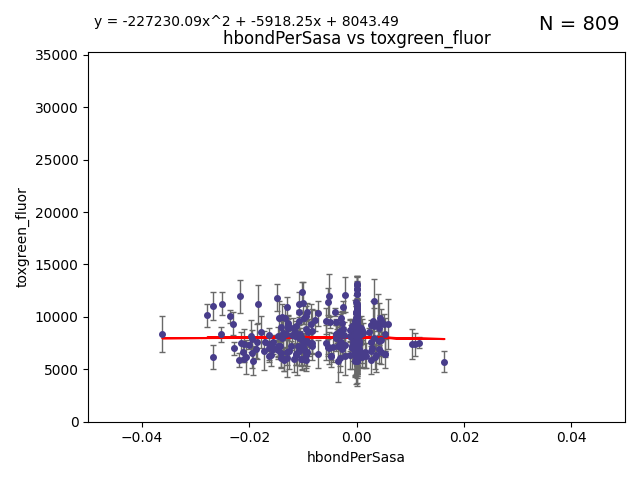 y = -227230.09x^2 + -5918.25x + 8043.49
N = 809
hbondPerSasa vs toxgreen_fluor
35000
30000
25000
20000
15000
10000
5000
0
toxgreen_fluor
−0.04
−0.02
0.00
0.02
0.04
hbondPerSasa